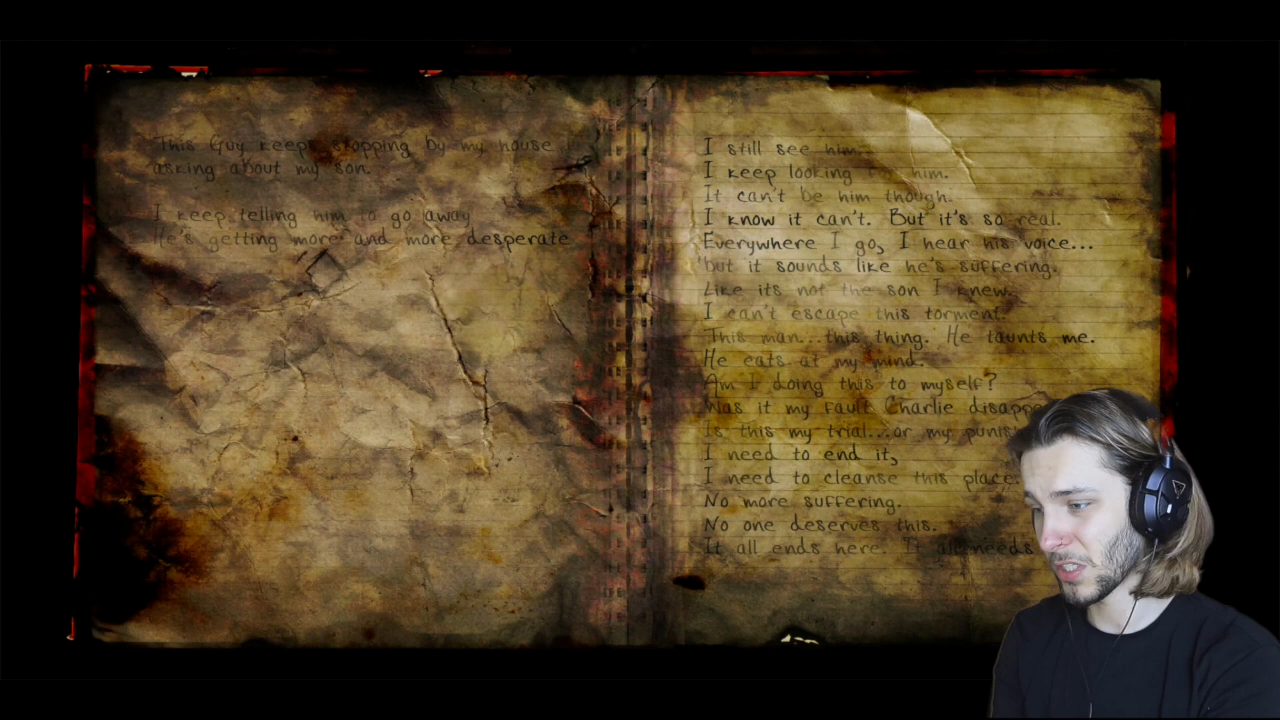 This Guy keeps stopping by my house
asking about my son.
I keep telling him to go away
He's getting more and more desperate
I still see him.
I keep looking for him.
It can't be him though.
I know it can't. But it's so real.
Everywhere I go, I hear his voice...
but it sounds like he's suffering.
Like its not the son I knew.
I can't escape this torment.
This man...this thing. He taunts me.
He eats at my mind.
Am I doing this to myself?
Was it my fault Charlie
Is this my trial...or my
I need to end it,
I need to cleanse this place.
No more suffering.
No one deserves this.
It all ends here. It all needs